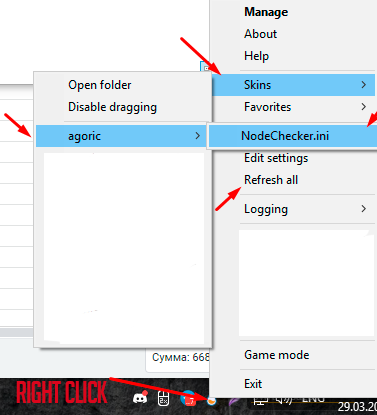 Manage
About
Help
Skins
Favorites
Open folder
Disable dragging
agoric
NodeChecker.ini
Edit settings
Refresh all
Logging
Сумма: 668
Game mode
Exit
RIGHT CLICK
ENG
29.03.20